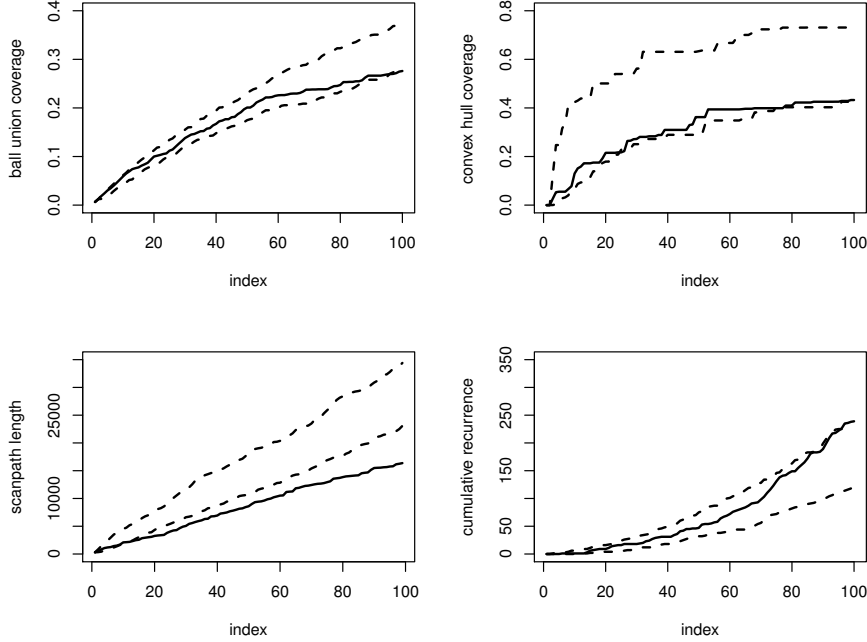 ball union coverage
0.0 0.1 0.2 0.3 0.4
0 20 40 60 80 100
index
convex hull coverage
0.0 0.2 0.4 0.6 0.8
0 20 40 60 80 100
index
scanpath length
0 10000 25000
0 20 40 60 80 100
index
cumulative recurrence
0 50 150 250 350
0 20 40 60 80 100
index